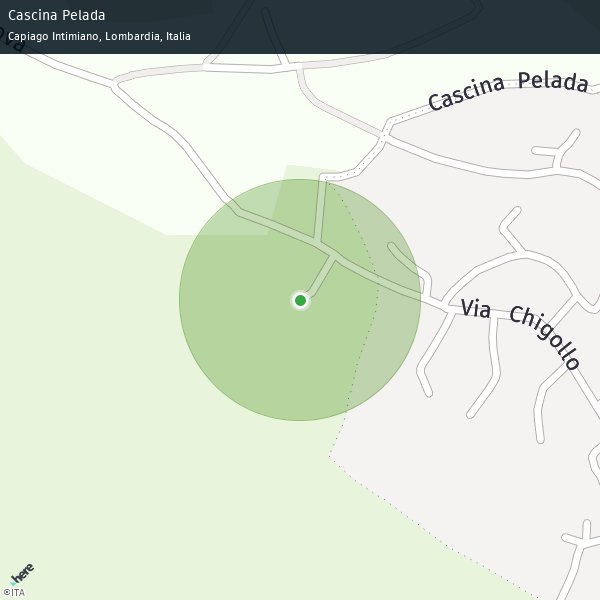 Cascina Pelada
Capiago Intimiano, Lombardia, Italia
Cascina Pelada
Via Chigollo
here
©ITA